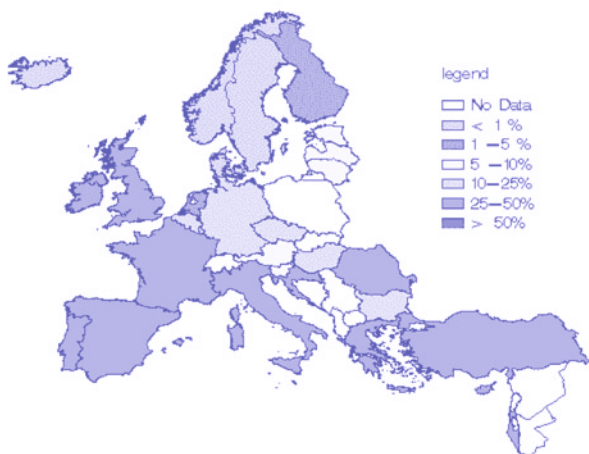 legend
No Data
< 1 %
1 – 5 %
5 – 10%
10 – 25%
25 – 50%
> 50%